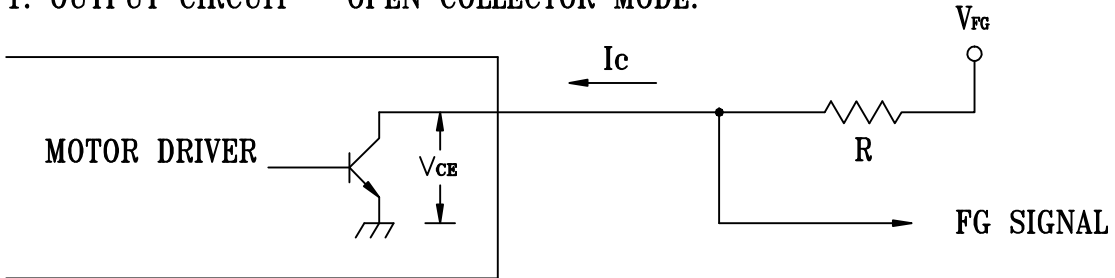 1. OUTPUT CIRCUIT - OPEN COLLECTOR MODE:
VFG
Ic
MOTOR DRIVER
VCE
R
FG SIGNAL